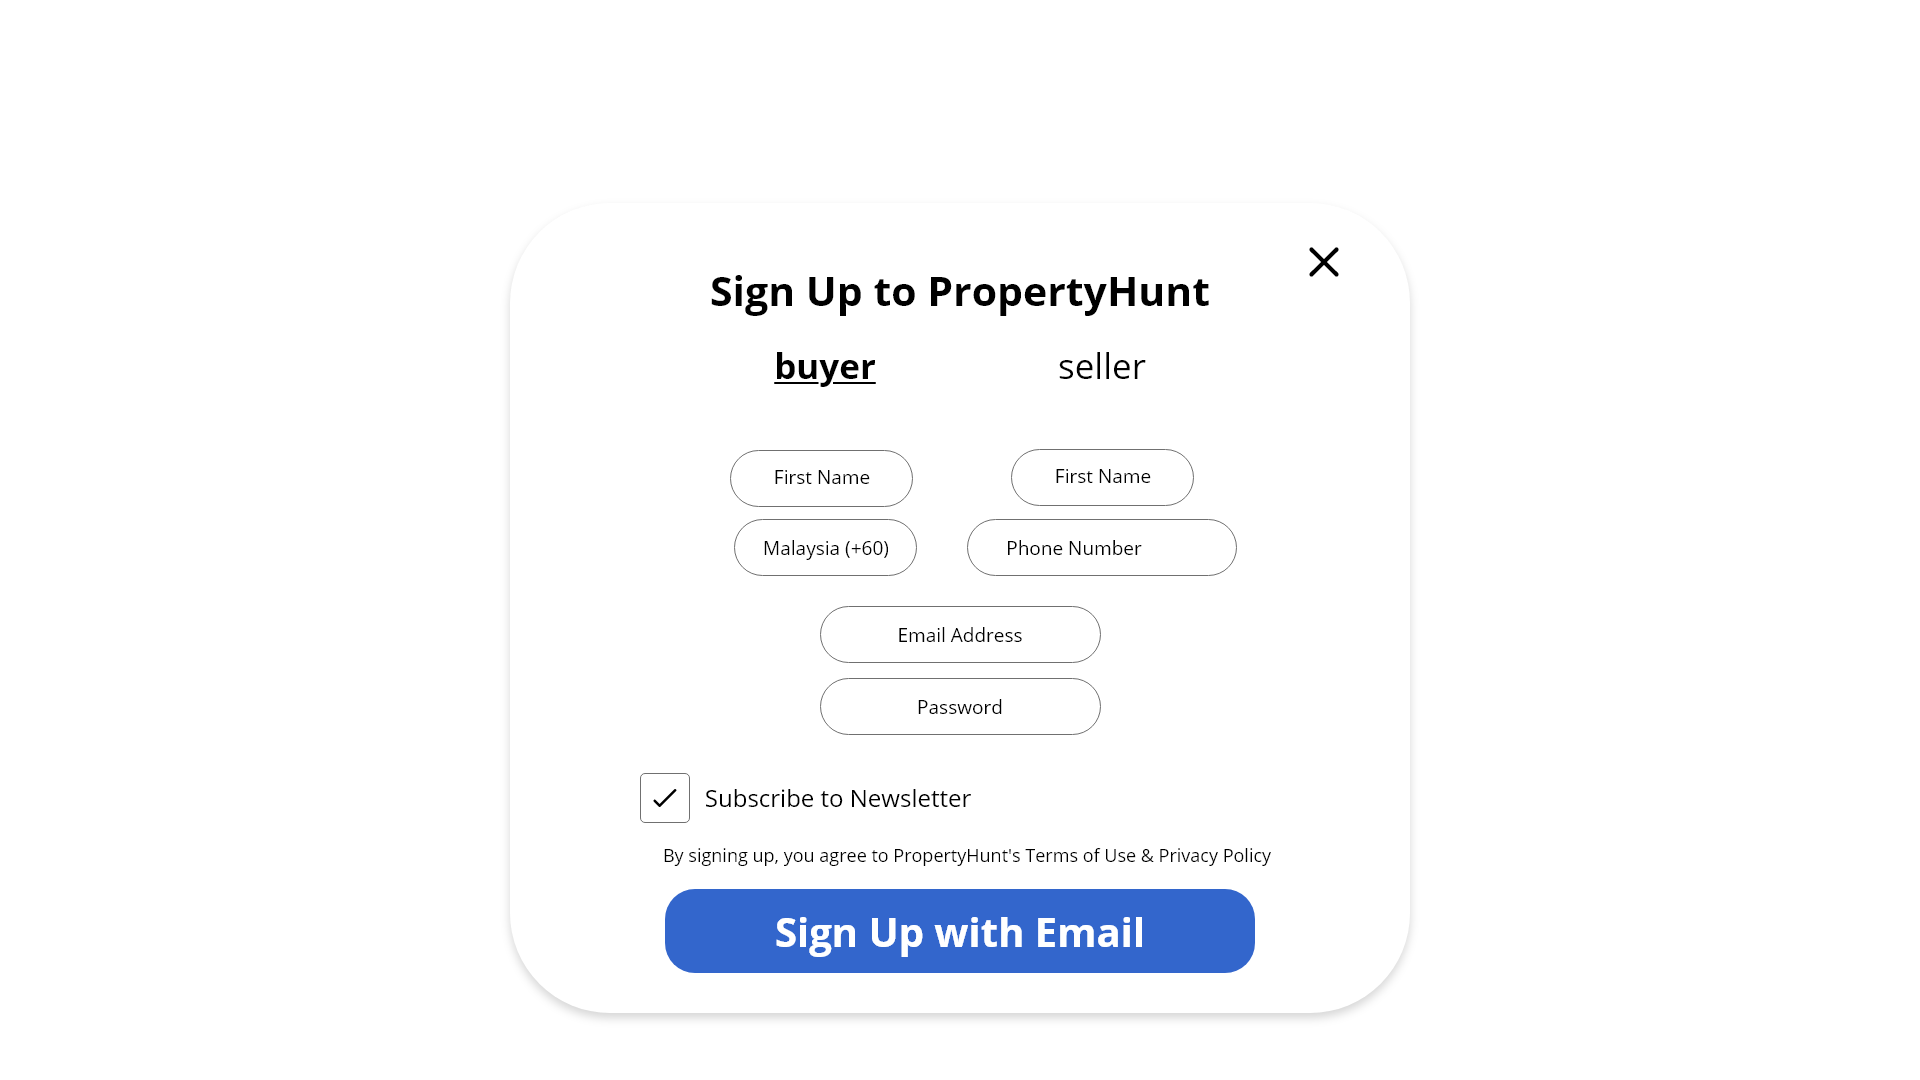 Sign Up to PropertyHunt
buyer seller
First Name First Name
Malaysia (+60) Phone Number
Email Address
Password
Subscribe to Newsletter
By signing up, you agree to PropertyHunt's Terms of Use & Privacy Policy
Sign Up with Email